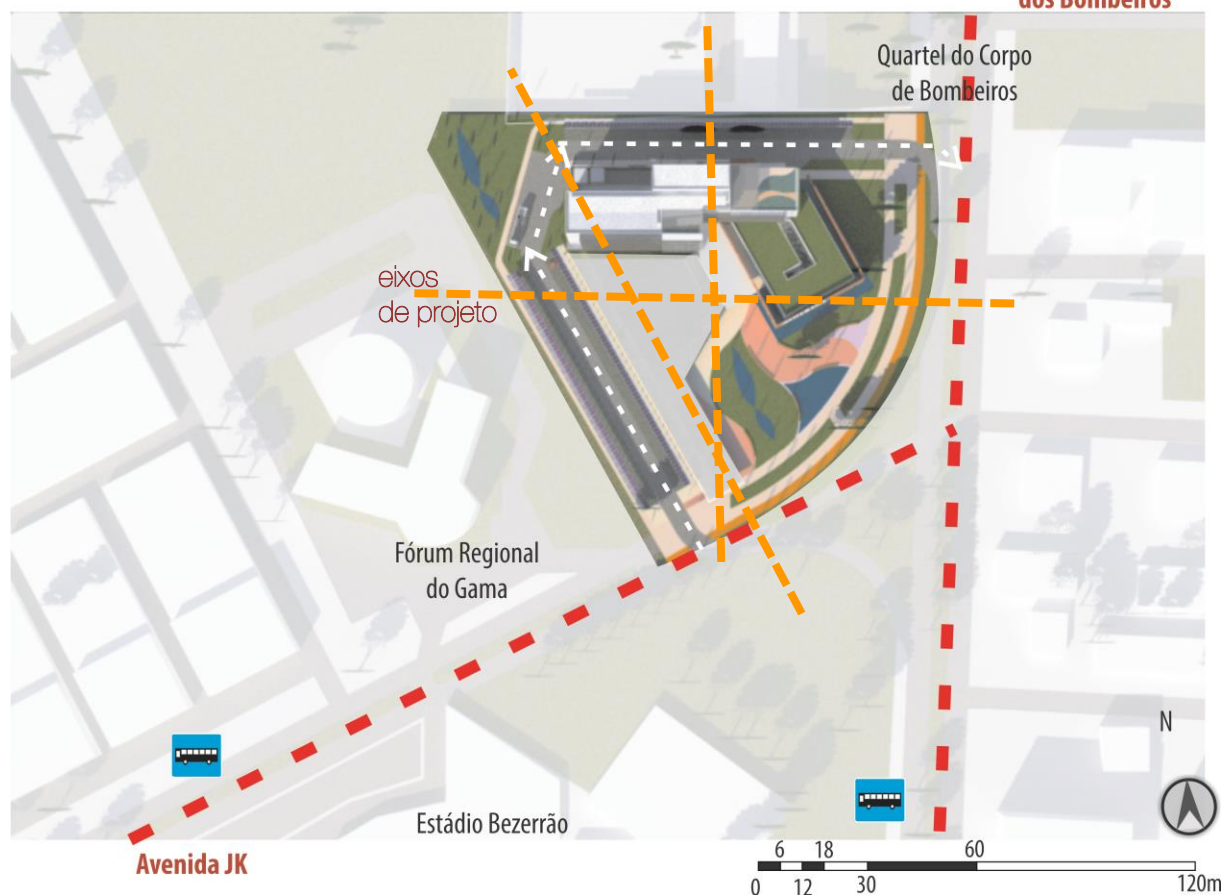 dos Bombeiros
Quartel do Corpo
de Bombeiros
eixos
de projeto
Fórum Regional
do Gama
N
Estádio Bezerrão
Avenida JK
6 18 60
0 12 30 120m